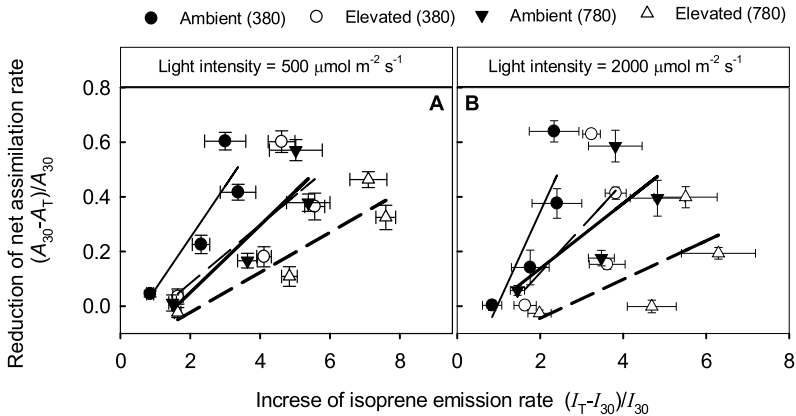 Ambient (380) Elevated (380) Ambient (780) Elevated (780)
Light intensity = 500 μmol m-2 s-1
Light intensity = 2000 μmol m-2 s-1
A
B
Reduction of net assimilation rate
(A30-AT)/A30
0.8
0.6
0.4
0.2
0.0
0 2 4 6 8
0 2 4 6 8
Increse of isoprene emission rate (IT-I30)/I30